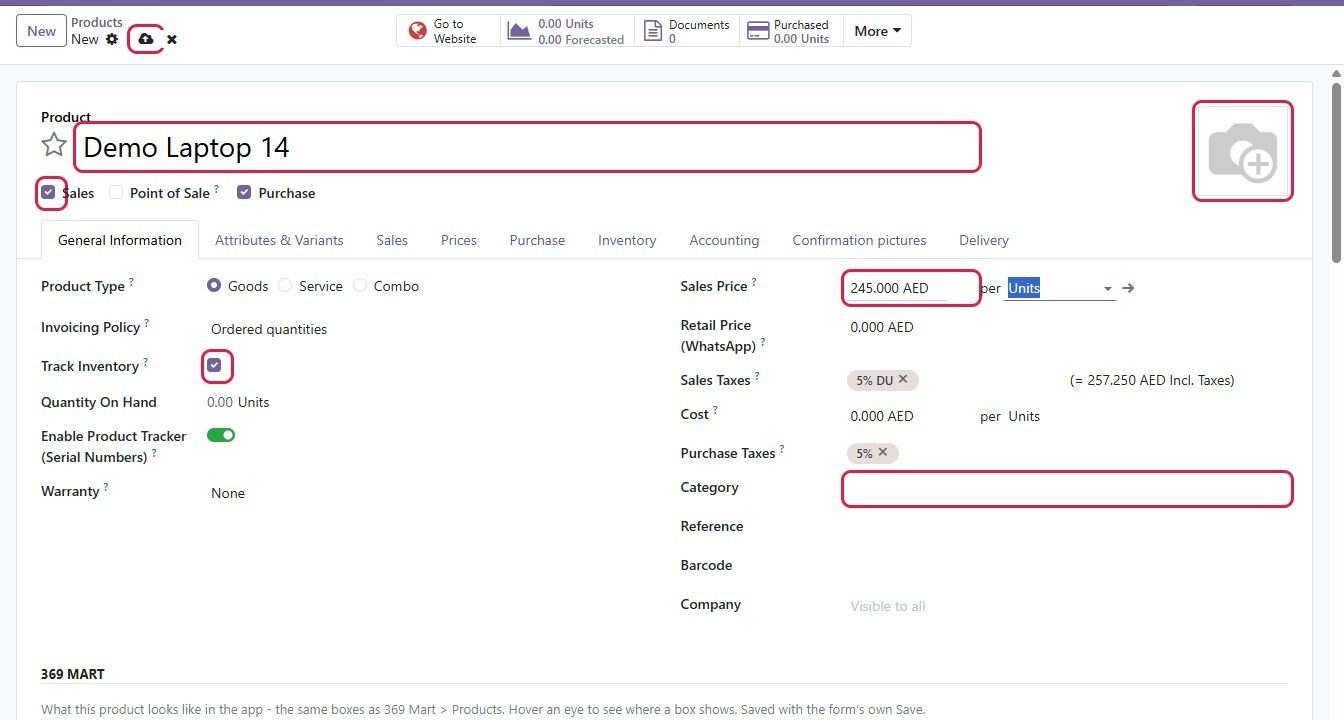 New
Products
New
Go to
Website
0.00 Units
0.00 Forecasted
Documents
0
Purchased
0.00 Units
More
Product
Demo Laptop 14
Sales
Point of Sale ?
Purchase
General Information
Attributes & Variants
Sales
Prices
Purchase
Inventory
Accounting
Confirmation pictures
Delivery
Product Type ?
Goods
Service
Combo
Invoicing Policy ?
Ordered quantities
Track Inventory ?
Quantity On Hand
0.00 Units
Enable Product Tracker
(Serial Numbers) ?
Warranty ?
None
Sales Price ?
245.000 AED
per
Units
Retail Price
(WhatsApp) ?
0.000 AED
Sales Taxes ?
5% DU
(= 257.250 AED Incl. Taxes)
Cost ?
0.000 AED
per Units
Purchase Taxes ?
5%
Category
Reference
Barcode
Company
Visible to all
369 MART
What this product looks like in the app - the same boxes as 369 Mart > Products. Hover an eye to see where a box shows. Saved with the form's own Save.